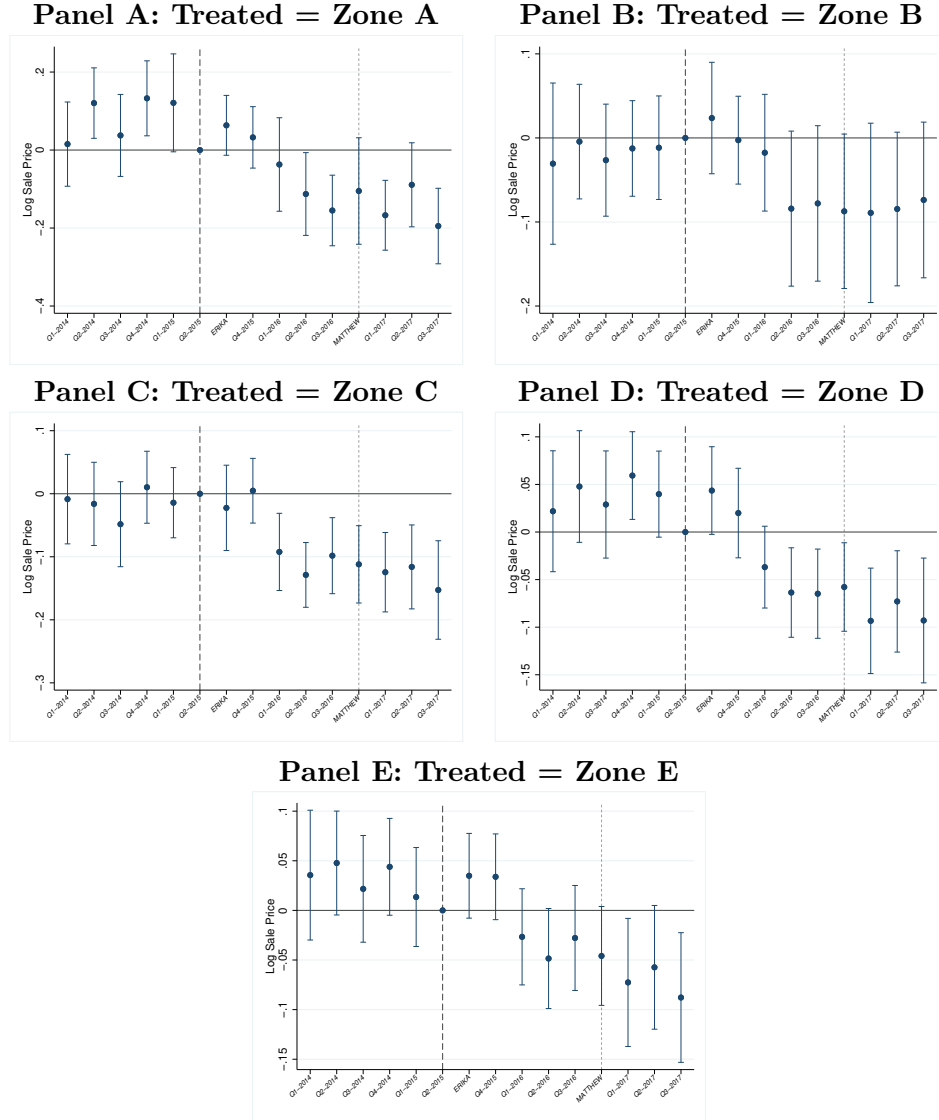 Panel A: Treated = Zone A
Log Sale Price
.2
0
-.2
-.4
Q1-2014
Q2-2014
Q3-2014
Q4-2014
Q1-2015
Q2-2015
ERIKA
Q4-2015
Q1-2016
Q2-2016
Q3-2016
MATTHEW
Q1-2017
Q2-2017
Q3-2017
Panel B: Treated = Zone B
Log Sale Price
.1
0
-.1
-.2
Q1-2014
Q2-2014
Q3-2014
Q4-2014
Q1-2015
Q2-2015
ERIKA
Q4-2015
Q1-2016
Q2-2016
Q3-2016
MATTHEW
Q1-2017
Q2-2017
Q3-2017
Panel C: Treated = Zone C
Log Sale Price
.1
0
-.1
-.2
-.3
Q1-2014
Q2-2014
Q3-2014
Q4-2014
Q1-2015
Q2-2015
ERIKA
Q4-2015
Q1-2016
Q2-2016
Q3-2016
MATTHEW
Q1-2017
Q2-2017
Q3-2017
Panel D: Treated = Zone D
Log Sale Price
.1
.05
0
-.05
-.1
-.15
Q1-2014
Q2-2014
Q3-2014
Q4-2014
Q1-2015
Q2-2015
ERIKA
Q4-2015
Q1-2016
Q2-2016
Q3-2016
MATTHEW
Q1-2017
Q2-2017
Q3-2017
Panel E: Treated = Zone E
Log Sale Price
.1
.05
0
-.05
-.1
-.15
Q1-2014
Q2-2014
Q3-2014
Q4-2014
Q1-2015
Q2-2015
ERIKA
Q4-2015
Q1-2016
Q2-2016
Q3-2016
MATTHEW
Q1-2017
Q2-2017
Q3-2017